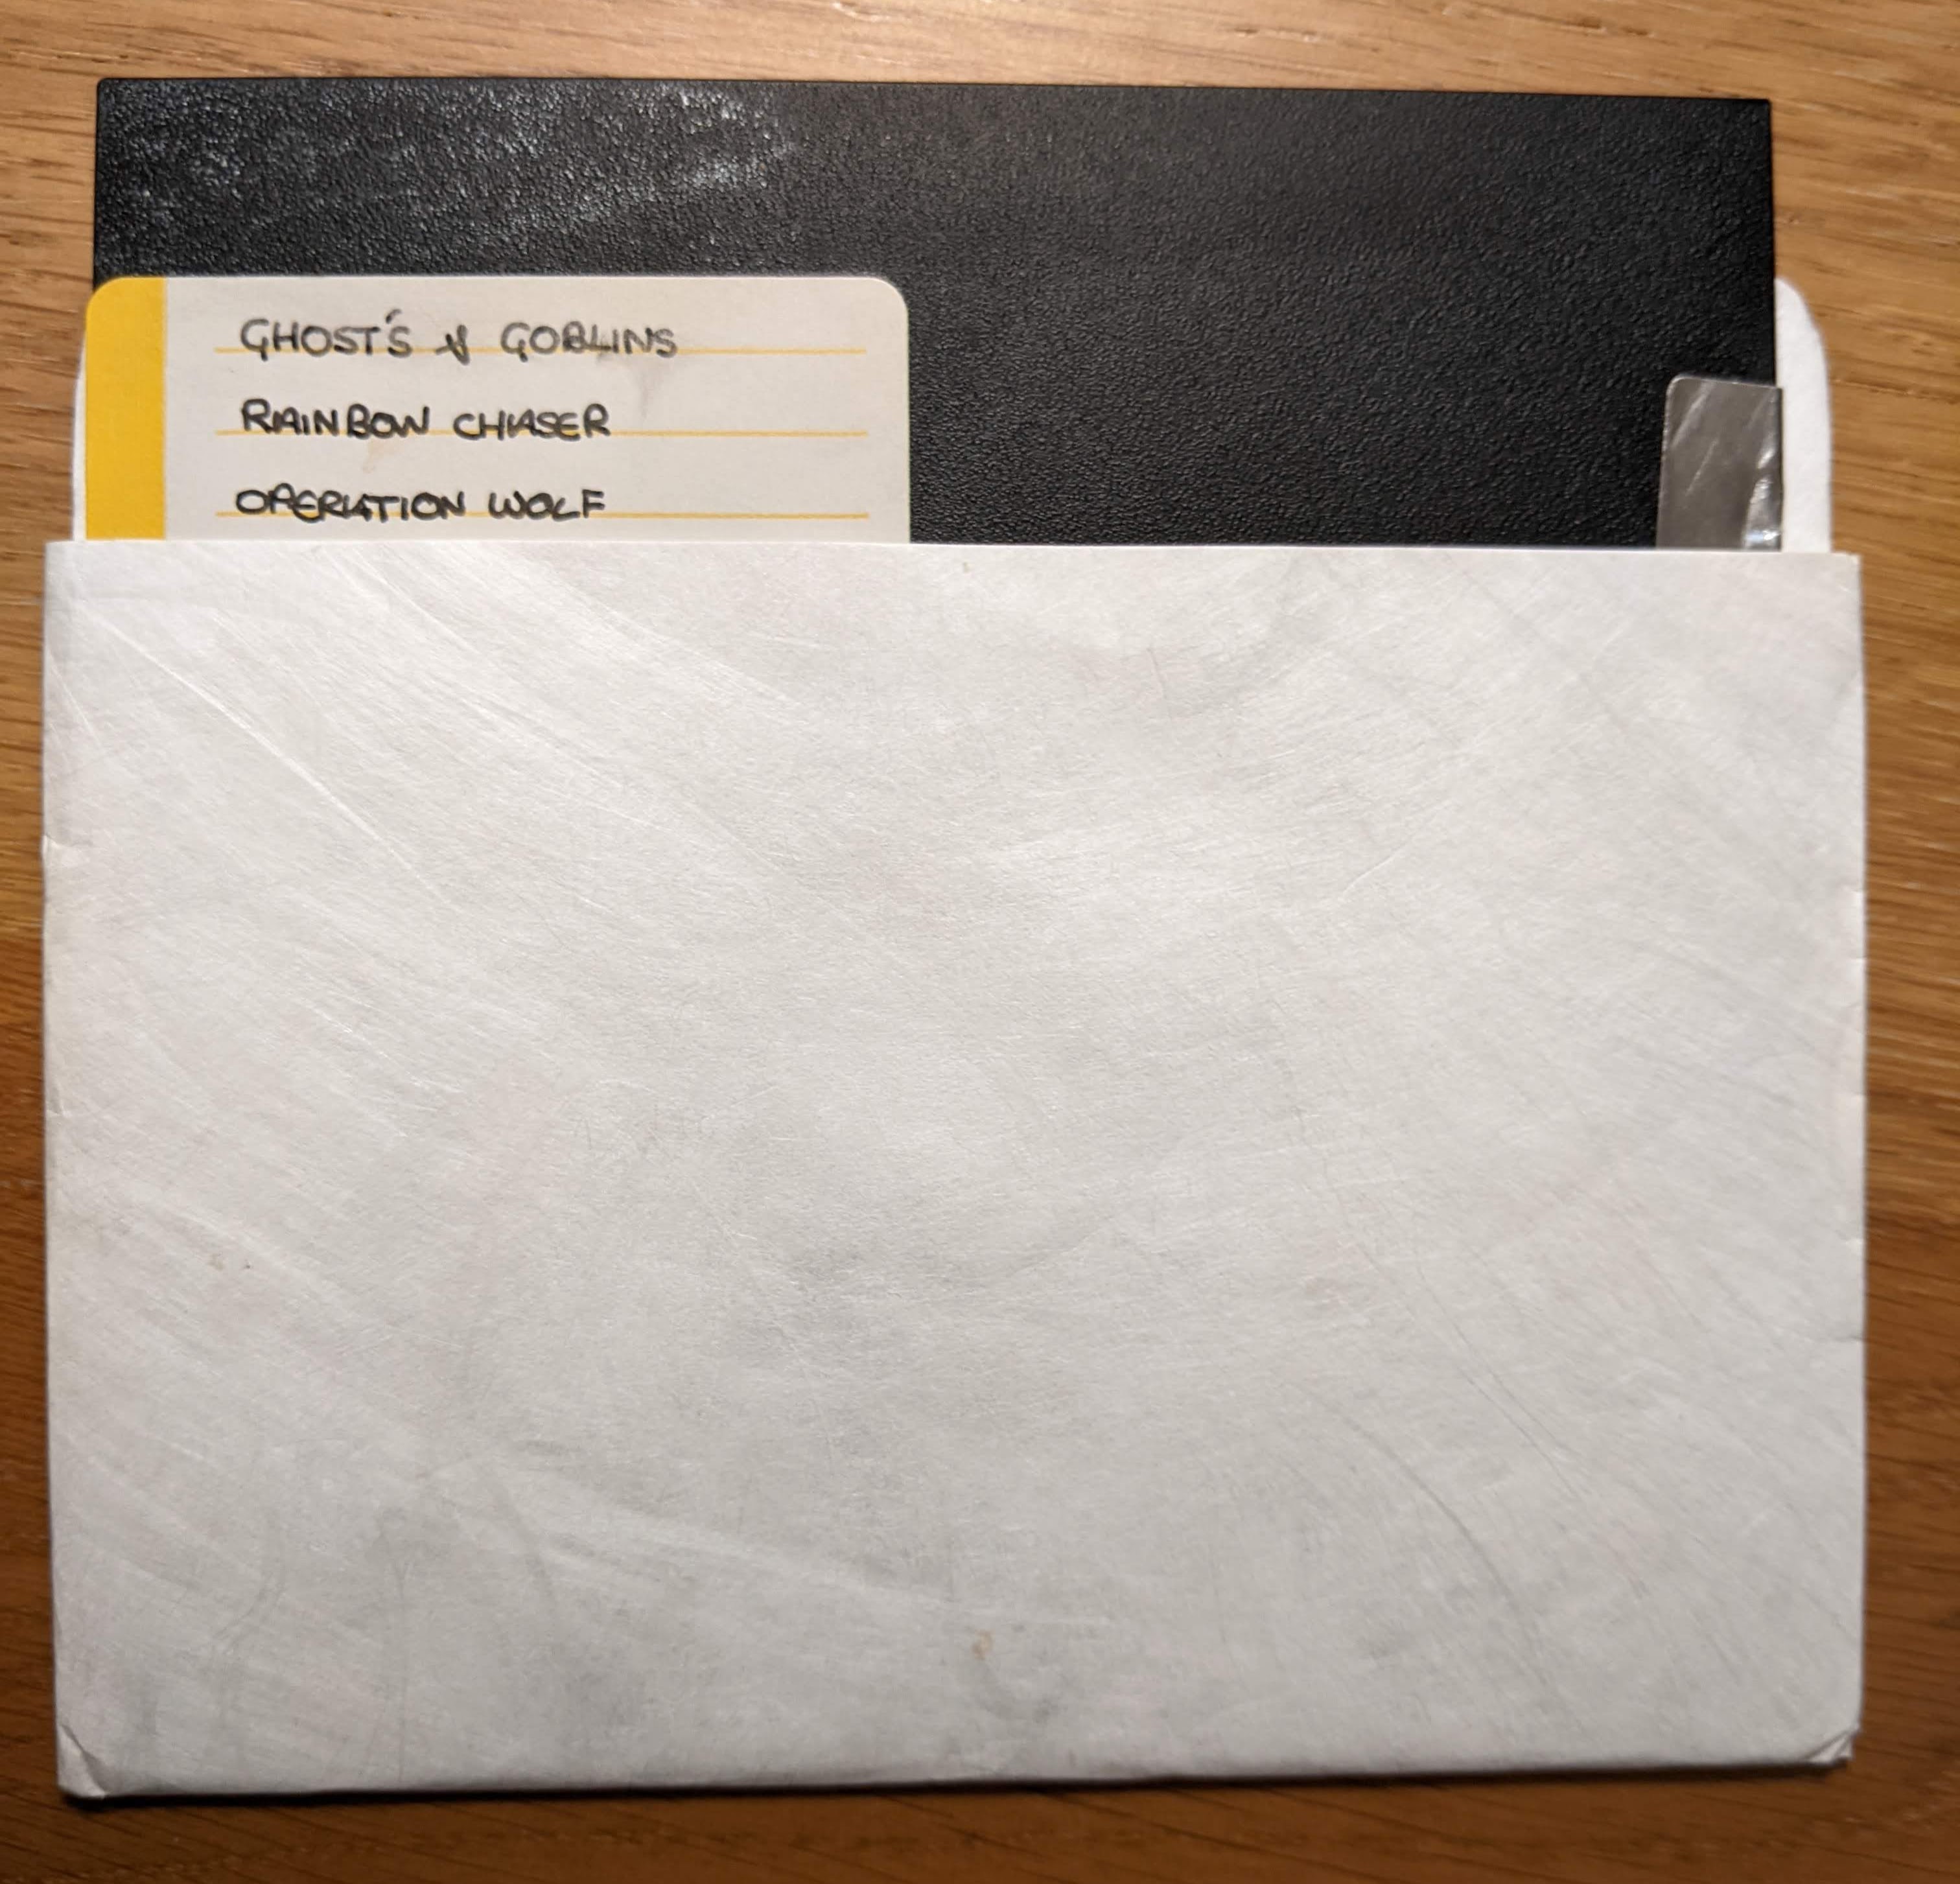 GHOST'S & GOBLINS
RAINBOW CHASER
OPERATION WOLF